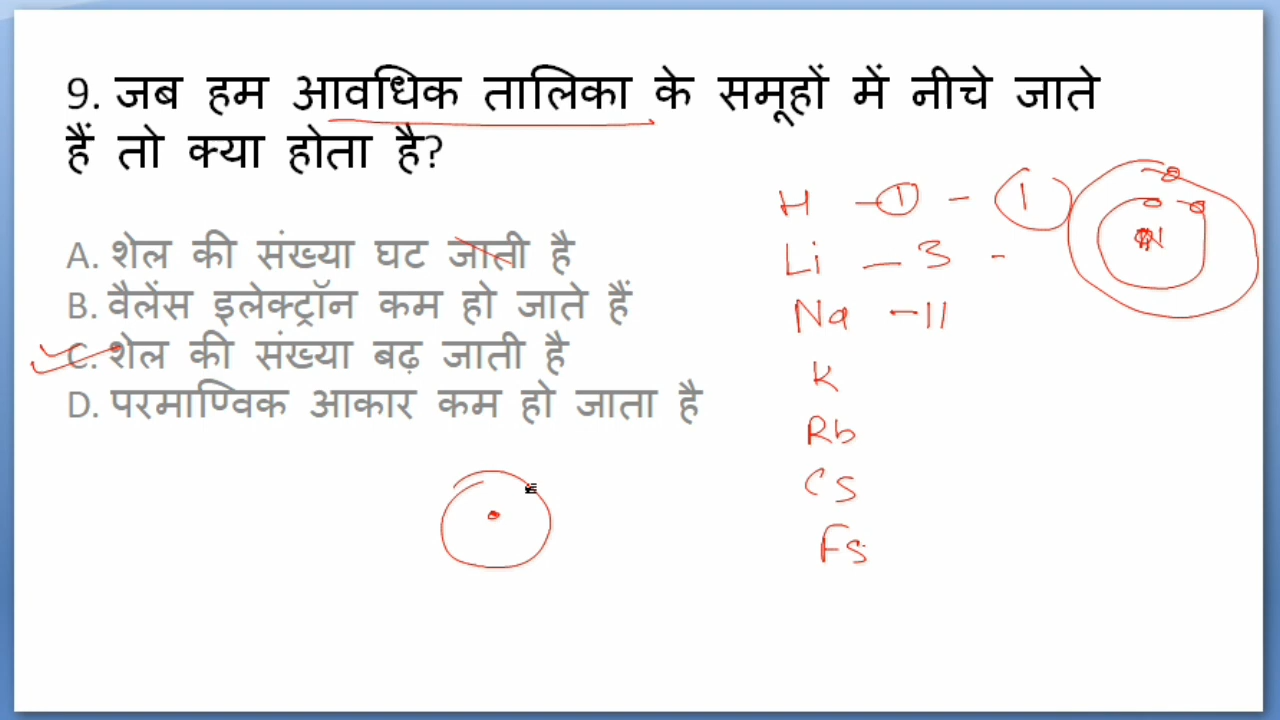 9. जब हम आवधिक तालिका के समूहों में नीचे जाते
हैं तो क्या होता है?
A. शेल की संख्या घट जाती है
B. वैलेंस इलेक्ट्रॉन कम हो जाते हैं
C. शेल की संख्या बढ़ जाती है
D. परमाण्विक आकार कम हो जाता है
H - 1 - 1
Li - 3 -
Na - 11
K
Rb
Cs
Fs